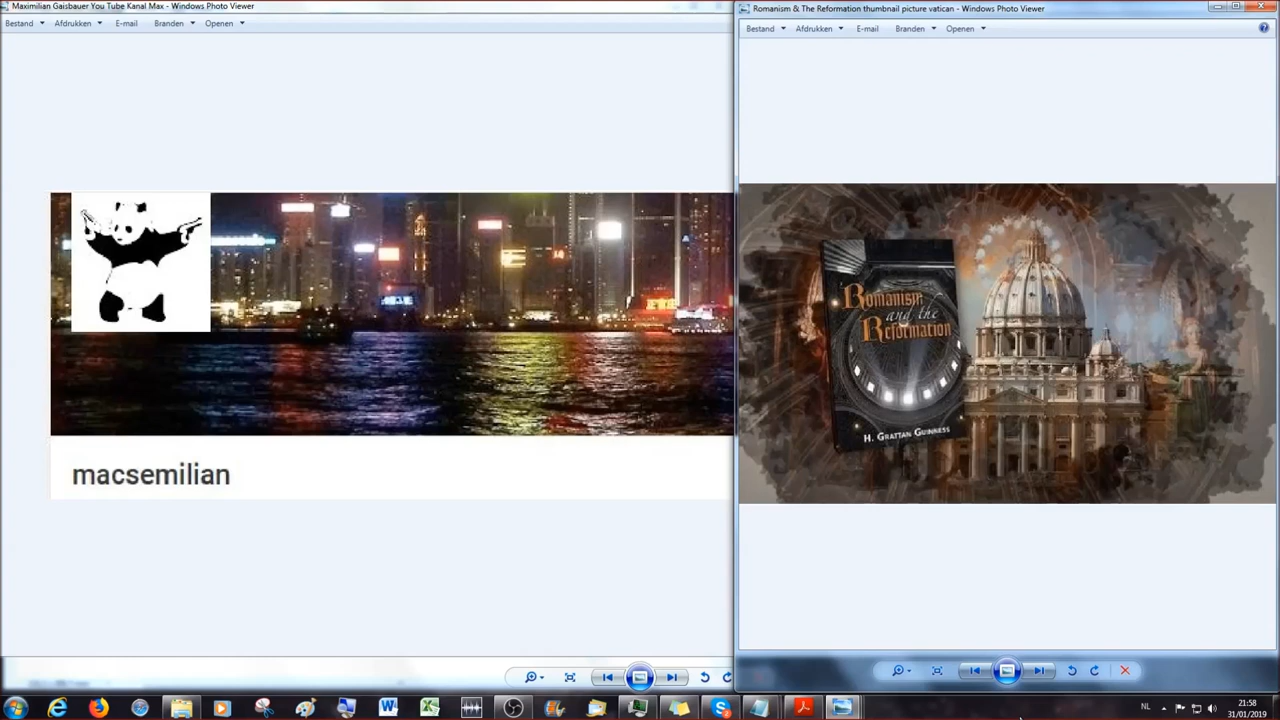 Maximilian Gaisbauer You Tube Kanal Max - Windows Photo Viewer
Bestand Afdrukken E-mail Branden Openen
macsemilian
Romanism & The Reformation thumbnail picture vatican - Windows Photo Viewer
Bestand Afdrukken E-mail Branden Openen
Romanism
and the
Reformation
H. Grattan Guinness
NL
21:58
31/01/2019